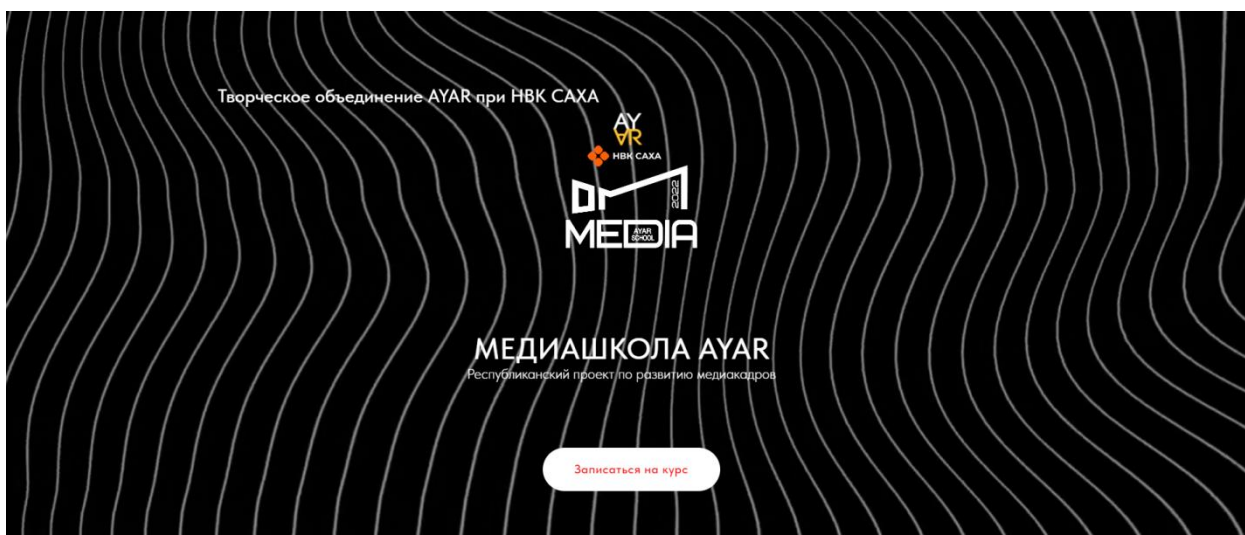 Творческое объединение AYAR при НВК САХА
AY
AR
НВК САХА
2022
MEDIA
AYAR
SCHOOL
МЕДИАШКОЛА AYAR
Республиканский проект по развитию медиакадров
Записаться на курс